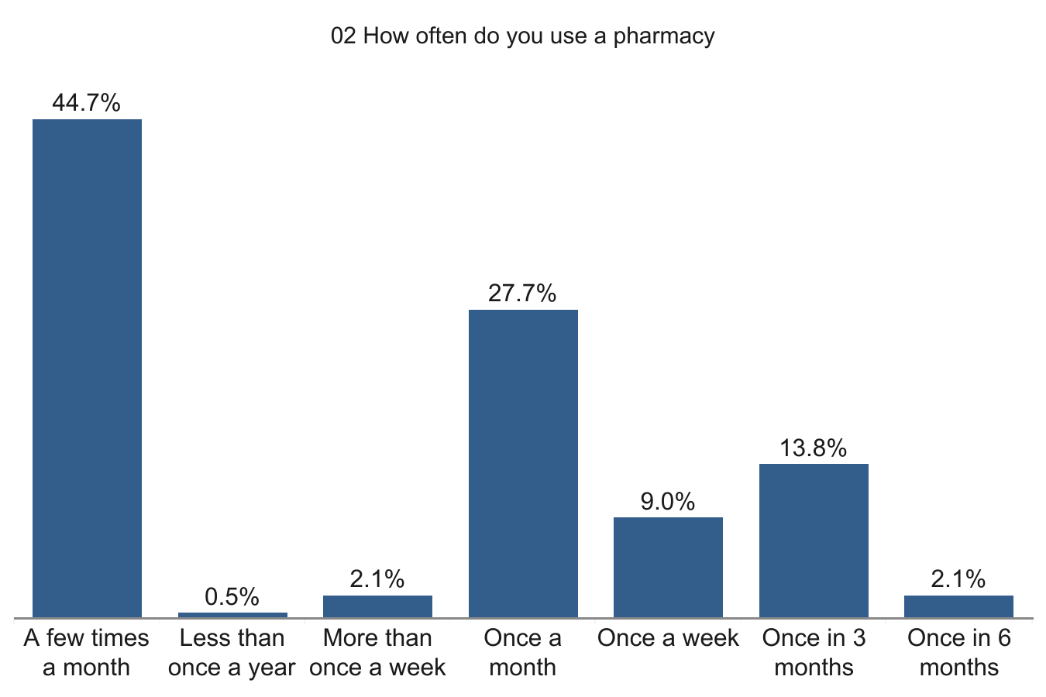 02 How often do you use a pharmacy
44.7%
0.5%
2.1%
27.7%
9.0%
13.8%
2.1%
A few times
a month
Less than
once a year
More than
once a week
Once a
month
Once a week
Once in 3
months
Once in 6
months